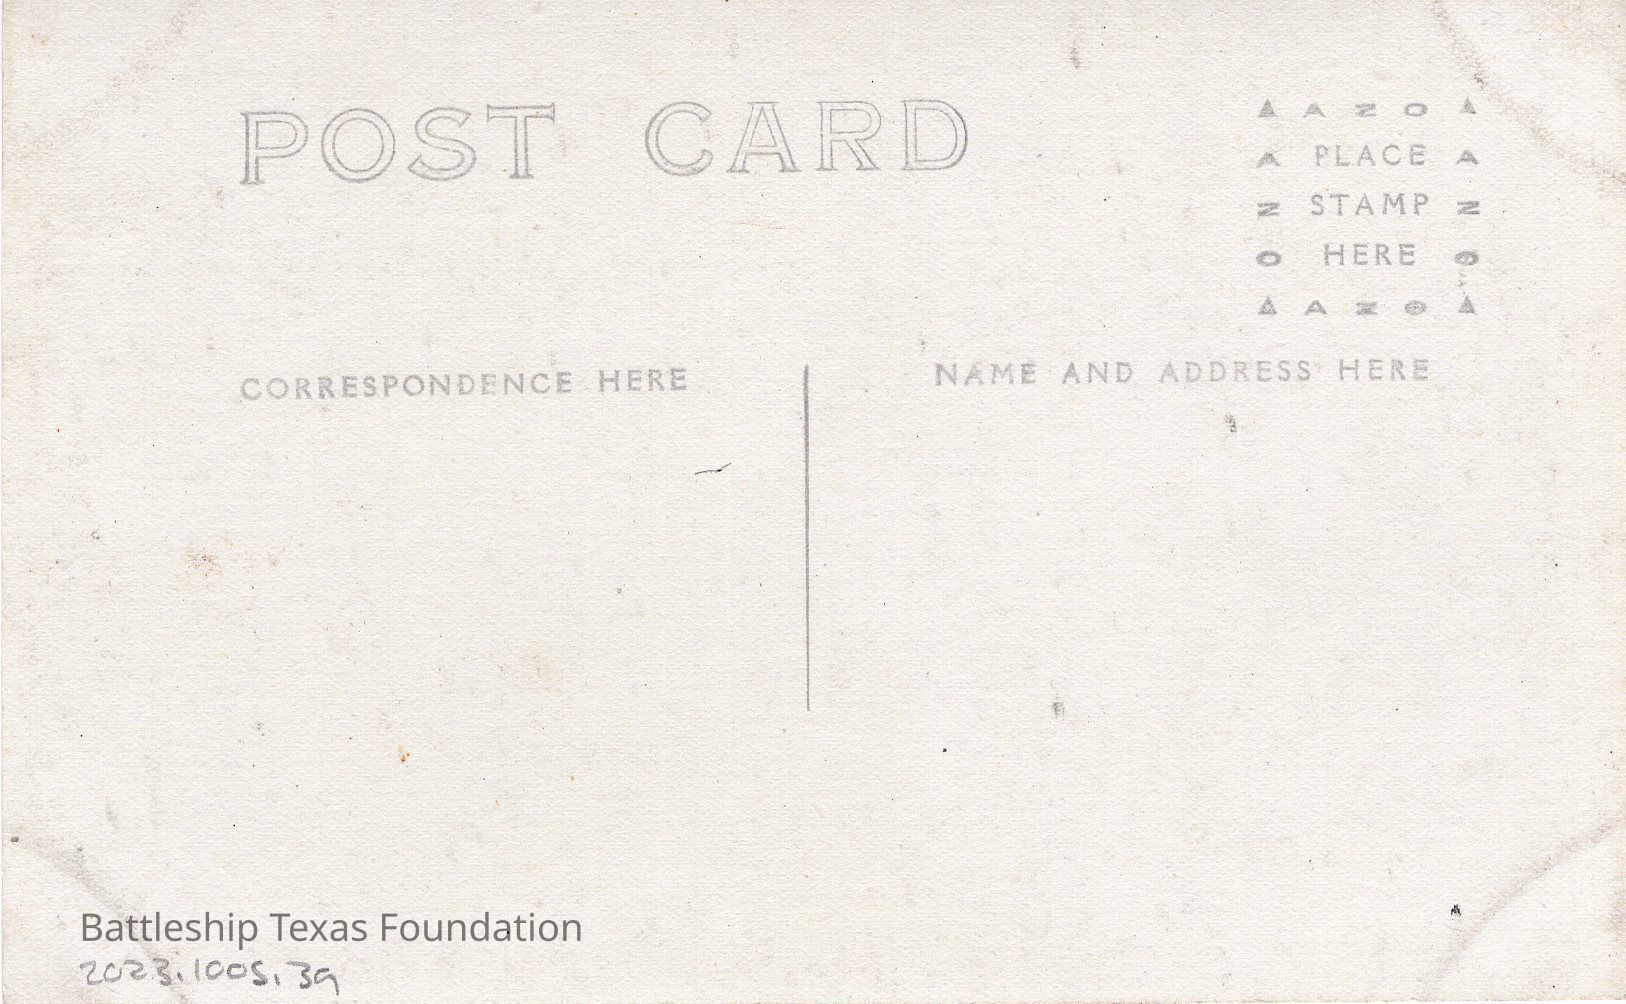 POST CARD
AZO
A PLACE A
N STAMP N
O HERE O
AZO
CORRESPONDENCE HERE
NAME AND ADDRESS HERE
Battleship Texas Foundation
2023.1005.39